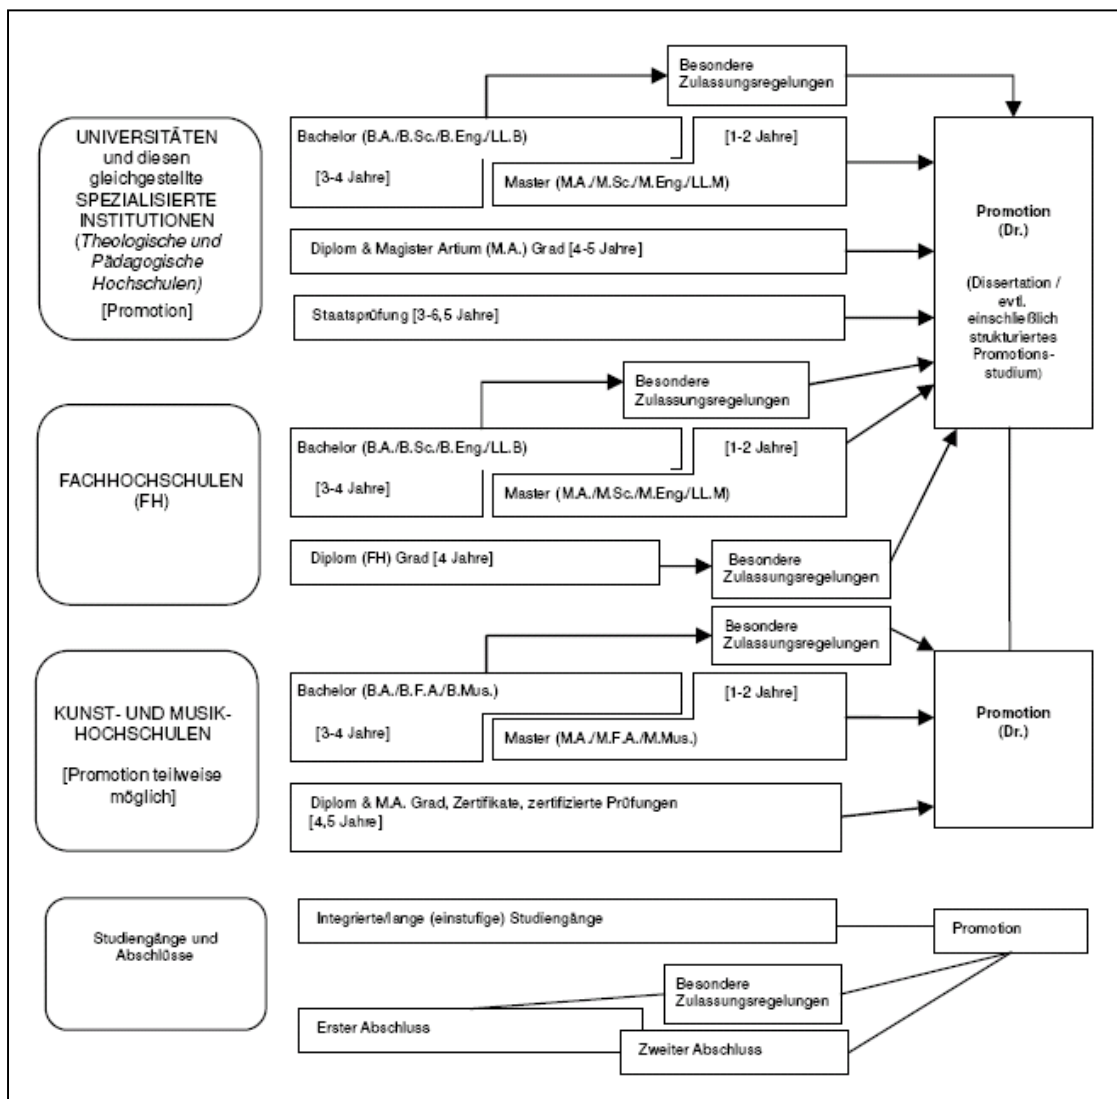 Besondere
Zulassungsregelungen
UNIVERSITÄTEN
und diesen
gleichgestellte
SPEZIALISIERTE
INSTITUTIONEN
(Theologische und
Pädagogische
Hochschulen)
[Promotion]
Bachelor (B.A./B.Sc./B.Eng./LL.B)
[1-2 Jahre]
[3-4 Jahre]
Master (M.A./M.Sc./M.Eng./LL.M)
Diplom & Magister Artium (M.A.) Grad [4-5 Jahre]
Staatsprüfung [3-6,5 Jahre]
Promotion
(Dr.)
(Dissertation /
evtl.
einschließlich
strukturiertes
Promotions-
studium)
Besondere
Zulassungsregelungen
FACHHOCHSCHULEN
(FH)
Bachelor (B.A./B.Sc./B.Eng./LL.B)
[1-2 Jahre]
[3-4 Jahre]
Master (M.A./M.Sc./M.Eng./LL.M)
Diplom (FH) Grad [4 Jahre]
Besondere
Zulassungsregelungen
Besondere
Zulassungsregelungen
KUNST- UND MUSIK-
HOCHSCHULEN
[Promotion teilweise
möglich]
Bachelor (B.A./B.F.A./B.Mus.)
[1-2 Jahre]
[3-4 Jahre]
Master (M.A./M.F.A./M.Mus.)
Diplom & M.A. Grad, Zertifikate, zertifizierte Prüfungen
[4,5 Jahre]
Promotion
(Dr.)
Studiengänge und
Abschlüsse
Integrierte/lange (einstufige) Studiengänge
Promotion
Besondere
Zulassungsregelungen
Erster Abschluss
Zweiter Abschluss